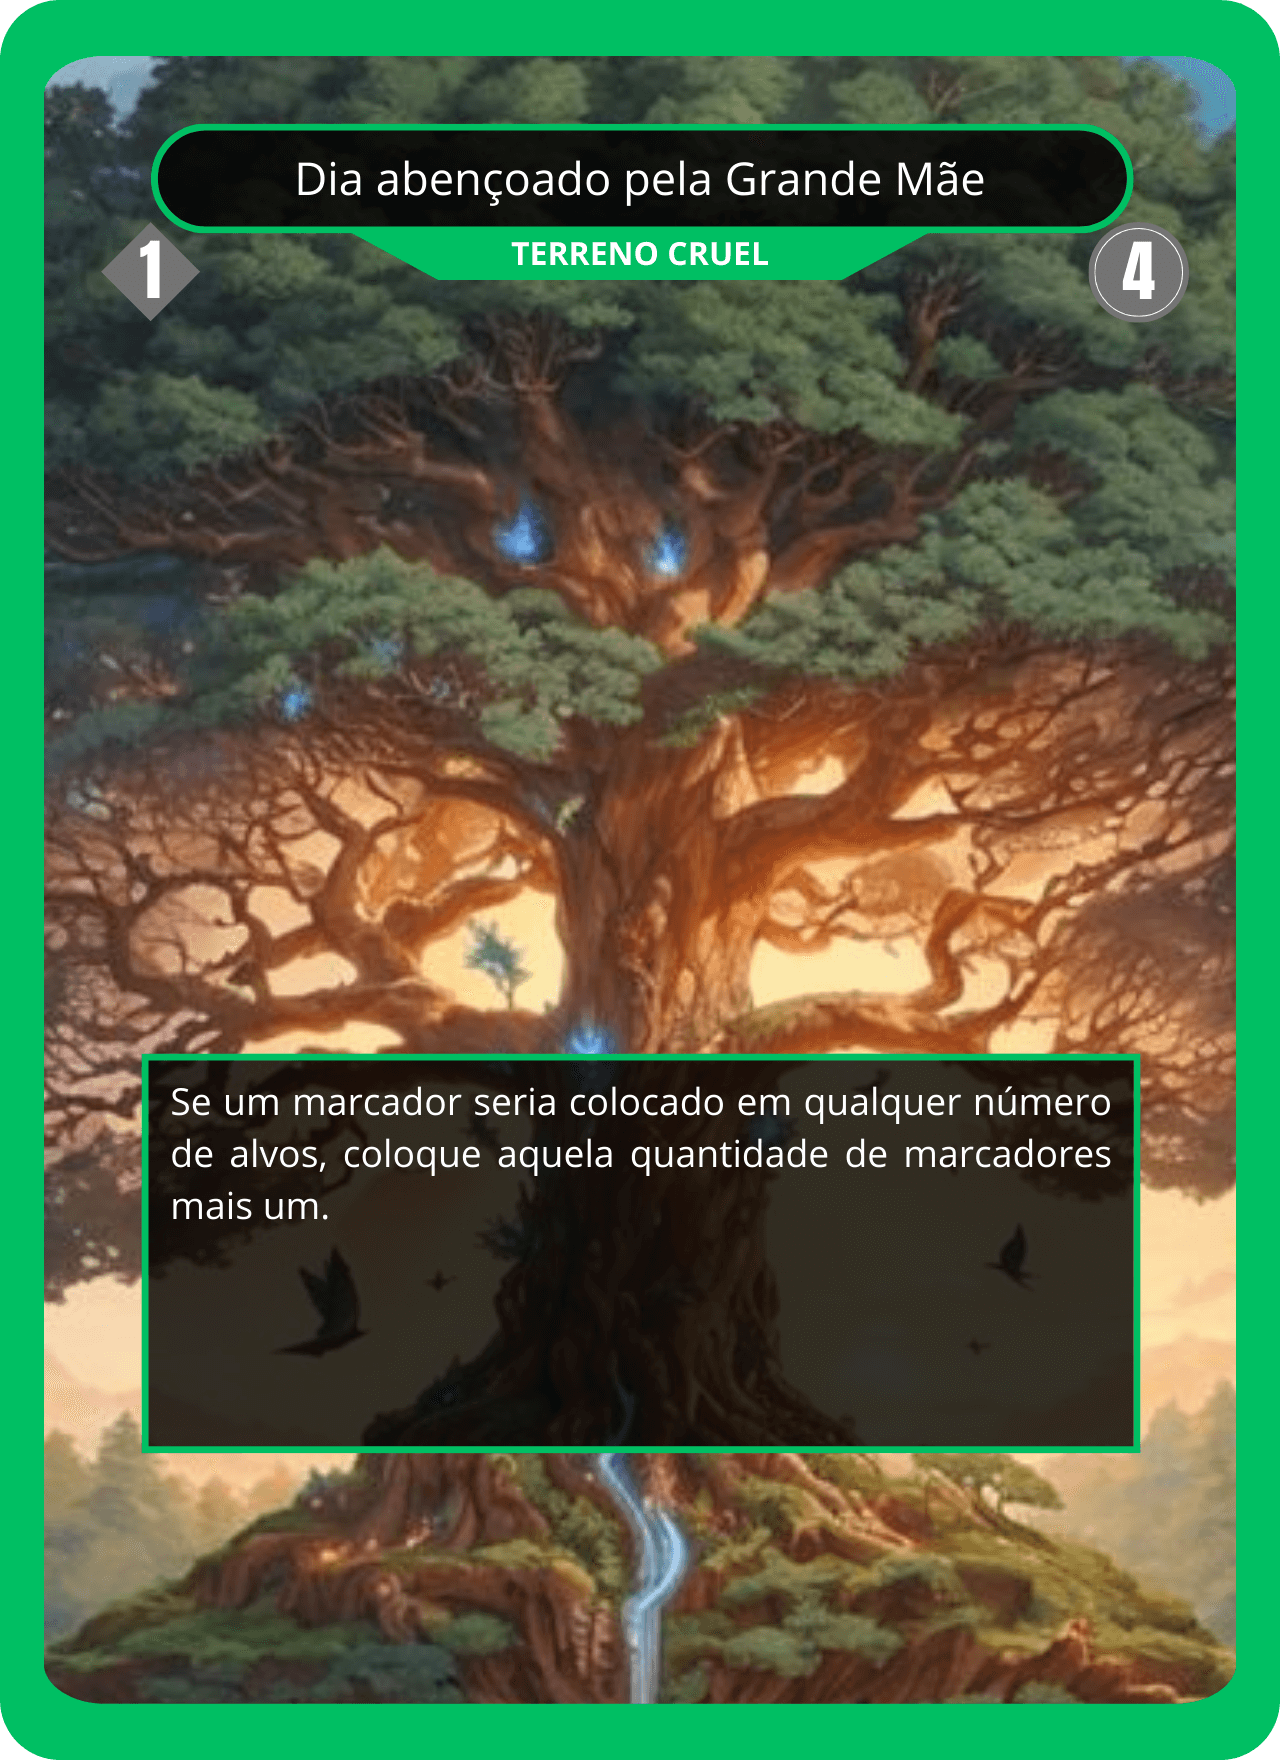 Dia abençoado pela Grande Mãe
TERRENO CRUEL
1
4
Se um marcador seria colocado em qualquer número
de alvos, coloque aquela quantidade de marcadores
mais um.